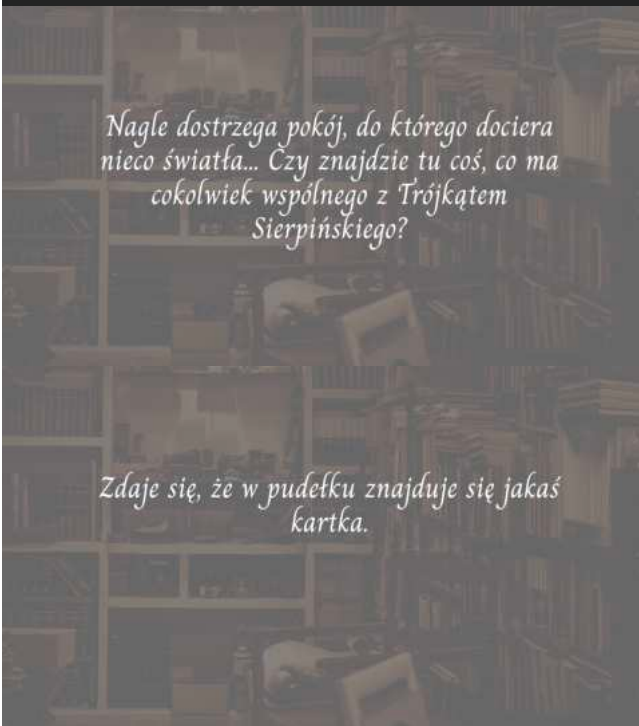 Nagle dostrzega pokój, do którego dociera
nieco światła... Czy znajdzie tu coś, co ma
cokolwiek wspólnego z Trójkątem
Sierpińskiego?
Zdaje się, że w pudełku znajduje się jakaś
kartka.